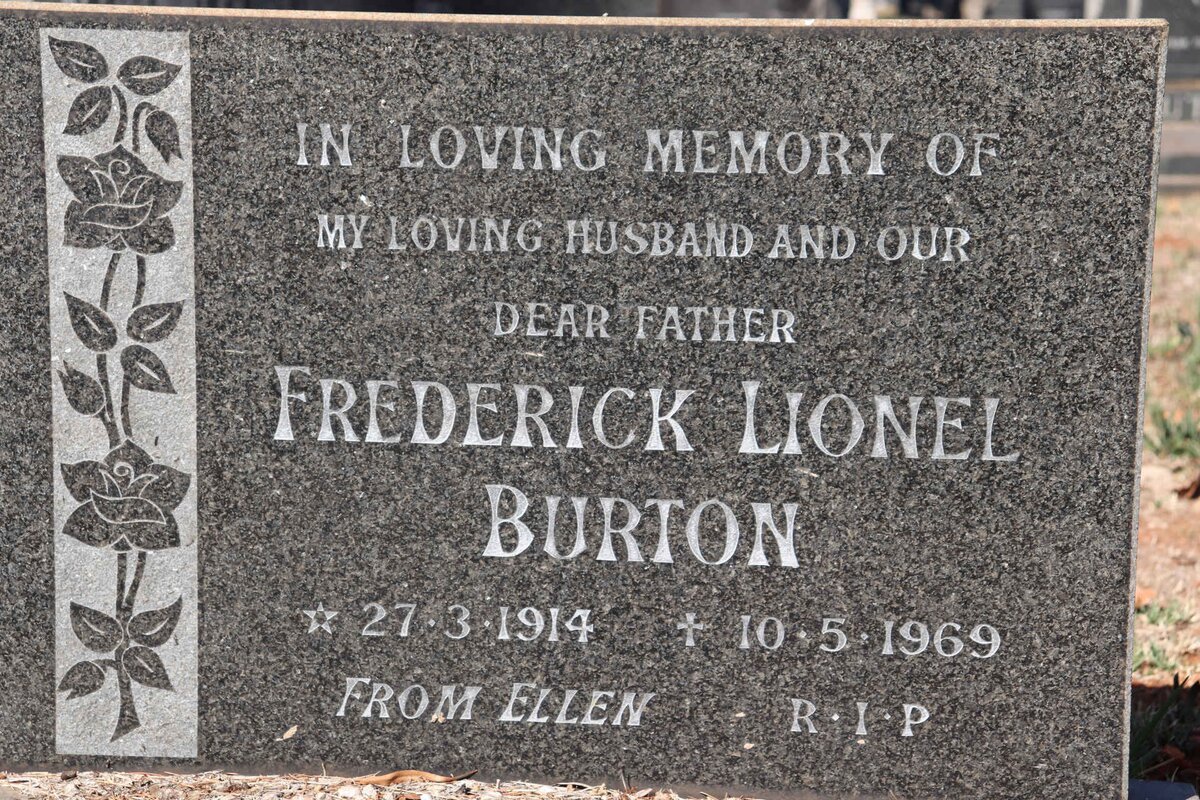 IN LOVING MEMORY OF
MY LOVING HUSBAND AND OUR
DEAR FATHER
FREDERICK LIONEL
BURTON
☆ 27·3·1914 ✝ 10·5·1969
FROM ELLEN R·I·P